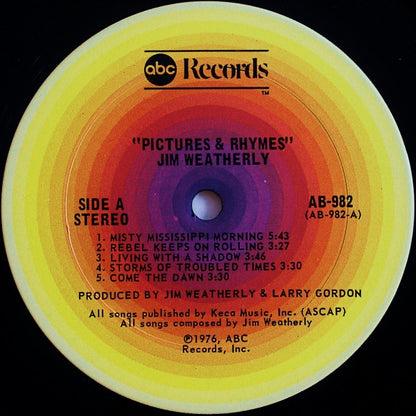 abc Records
TM
"PICTURES & RHYMES"
JIM WEATHERLY
SIDE A
STEREO
AB-982
(AB-982-A)
1. MISTY MISSISSIPPI MORNING 5:43
2. REBEL KEEPS ON ROLLING 3:27
3. LIVING WITH A SHADOW 3:46
4. STORMS OF TROUBLED TIMES 3:30
5. COME THE DAWN 3:30
PRODUCED BY JIM WEATHERLY & LARRY GORDON
All songs published by Keca Music, Inc. (ASCAP)
All songs composed by Jim Weatherly
℗1976, ABC
Records, Inc.